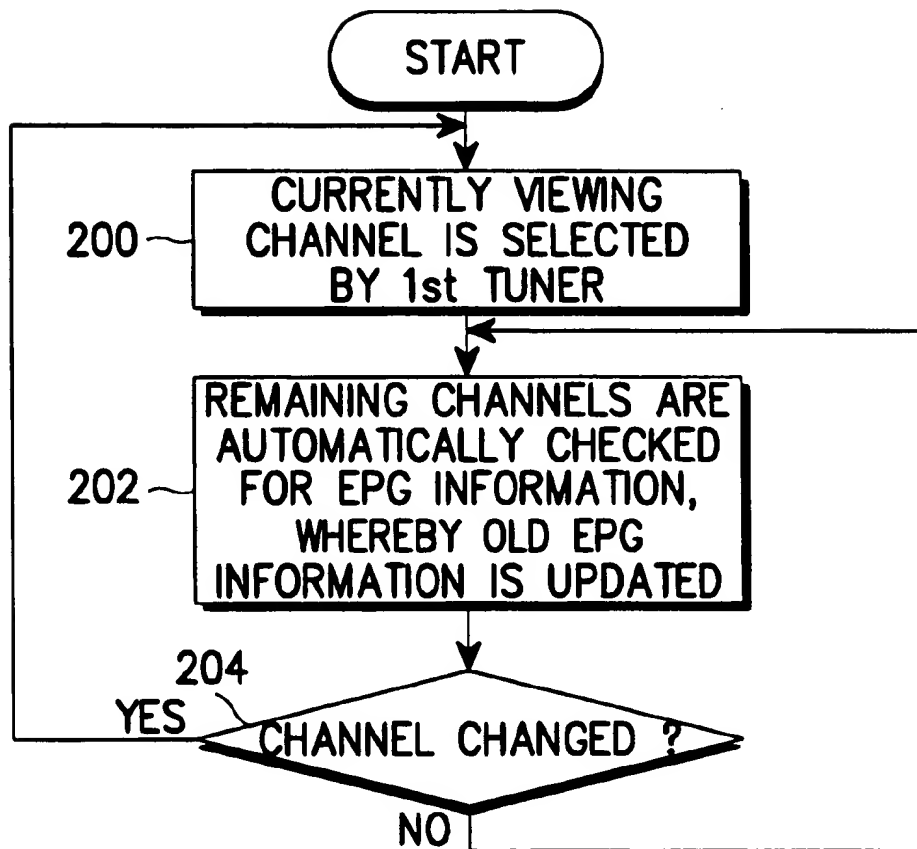 START
CURRENTLY VIEWING
CHANNEL IS SELECTED
BY 1st TUNER
200
REMAINING CHANNELS ARE
AUTOMATICALLY CHECKED
FOR EPG INFORMATION,
WHEREBY OLD EPG
INFORMATION IS UPDATED
202
204
YES
CHANNEL CHANGED ?
NO